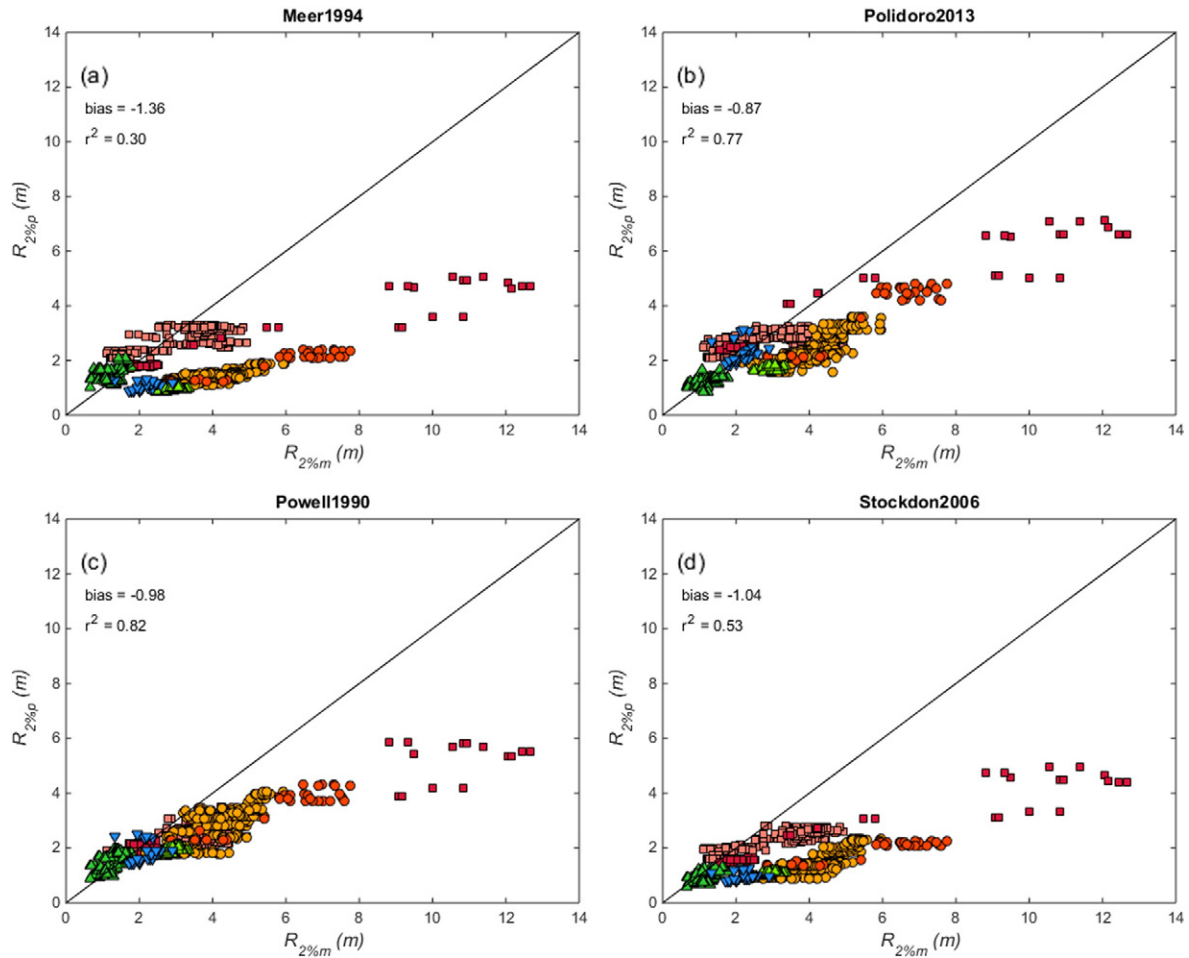 Meer1994
14
12
10
8
6
4
2
0
(a)
bias = -1.36
r² = 0.30
R2%p (m)
0 2 4 6 8 10 12 14
R2%m (m)
Polidoro2013
14
12
10
8
6
4
2
0
(b)
bias = -0.87
r² = 0.77
R2%p (m)
0 2 4 6 8 10 12 14
R2%m (m)
Powell1990
14
12
10
8
6
4
2
0
(c)
bias = -0.98
r² = 0.82
R2%p (m)
0 2 4 6 8 10 12 14
R2%m (m)
Stockdon2006
14
12
10
8
6
4
2
0
(d)
bias = -1.04
r² = 0.53
R2%p (m)
0 2 4 6 8 10 12 14
R2%m (m)